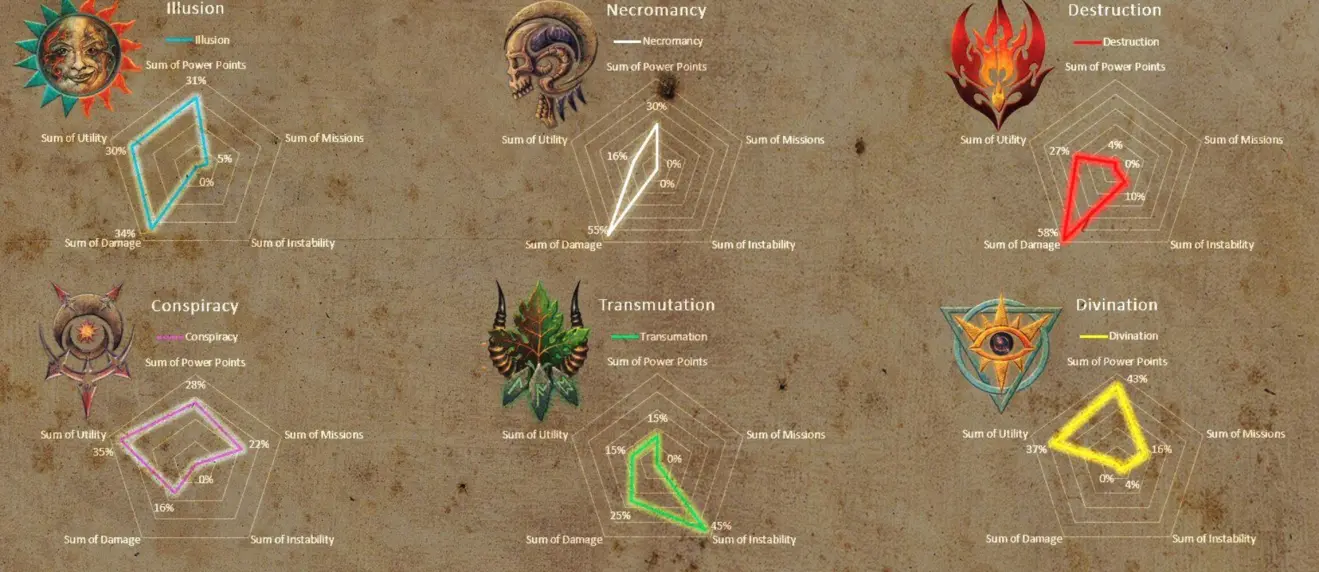 Illusion
Illusion
Sum of Power Points
31%
Sum of Utility
30%
Sum of Missions
5%
0%
34%
Sum of Damage
Sum of Instability
Necromancy
Necromancy
Sum of Power Points
30%
Sum of Utility
Sum of Missions
16%
0%
0%
55%
Sum of Damage
Sum of Instability
Destruction
Destruction
Sum of Power Points
4%
Sum of Utility
Sum of Missions
27%
0%
10%
58%
Sum of Damage
Sum of Instability
Conspiracy
Conspiracy
Sum of Power Points
28%
Sum of Utility
Sum of Missions
35%
22%
0%
16%
Sum of Damage
Sum of Instability
Transmutation
Transumation
Sum of Power Points
15%
Sum of Utility
Sum of Missions
15%
0%
25%
45%
Sum of Damage
Sum of Instability
Divination
Divination
Sum of Power Points
43%
Sum of Utility
Sum of Missions
37%
16%
0%
4%
Sum of Damage
Sum of Instability